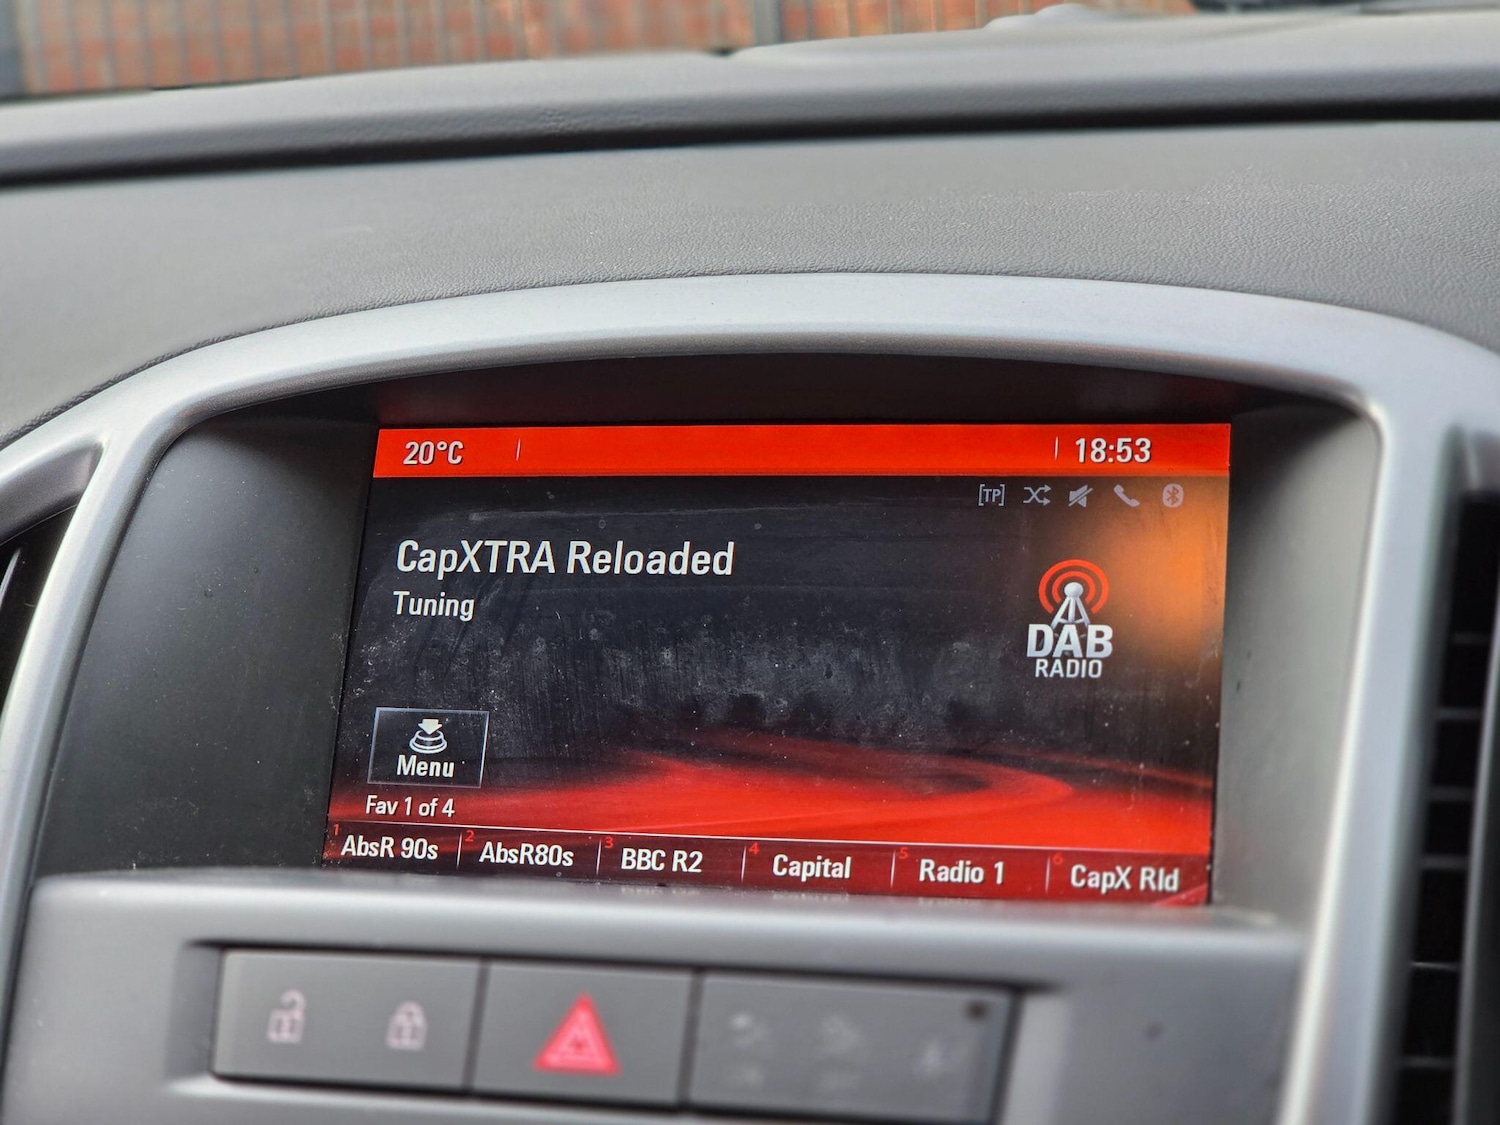 20°C 18:53
[TP]
CapXTRA Reloaded
Tuning
DAB
RADIO
Menu
Fav 1 of 4
1 AbsR 90s 2 AbsR80s 3 BBC R2 4 Capital 5 Radio 1 6 CapX Rld